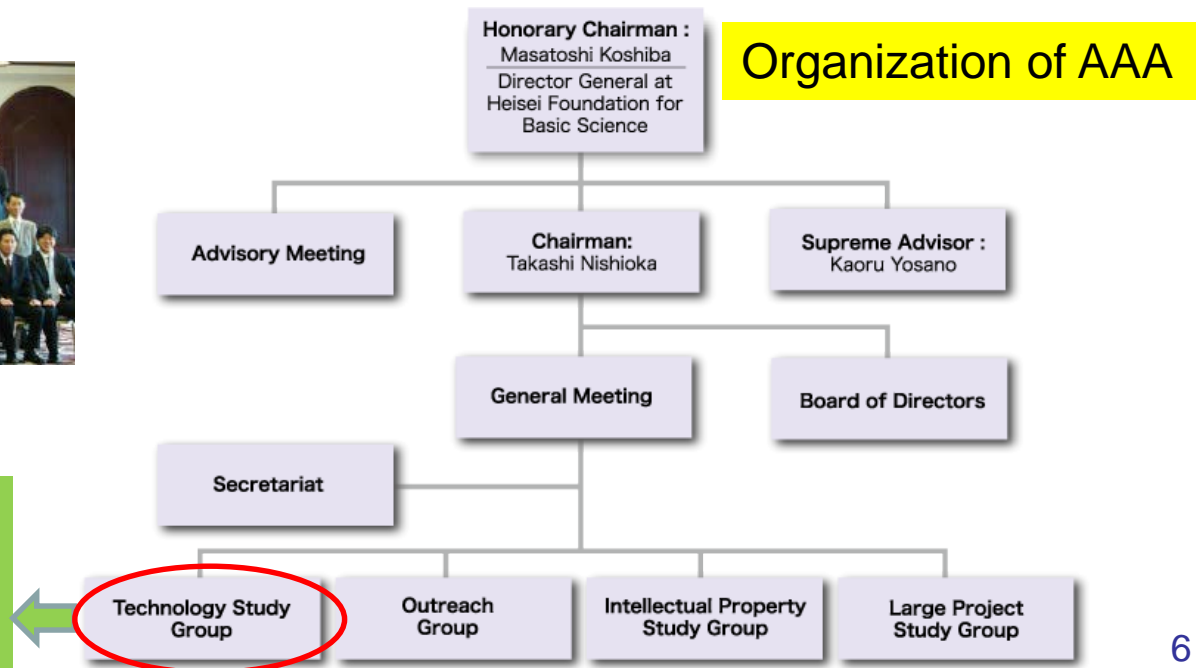 Organization of AAA
Honorary Chairman :
Masatoshi Koshiba
Director General at
Heisei Foundation for
Basic Science
Advisory Meeting
Chairman:
Takashi Nishioka
Supreme Advisor :
Kaoru Yosano
General Meeting
Board of Directors
Secretariat
Technology Study
Group
Outreach
Group
Intellectual Property
Study Group
Large Project
Study Group
6